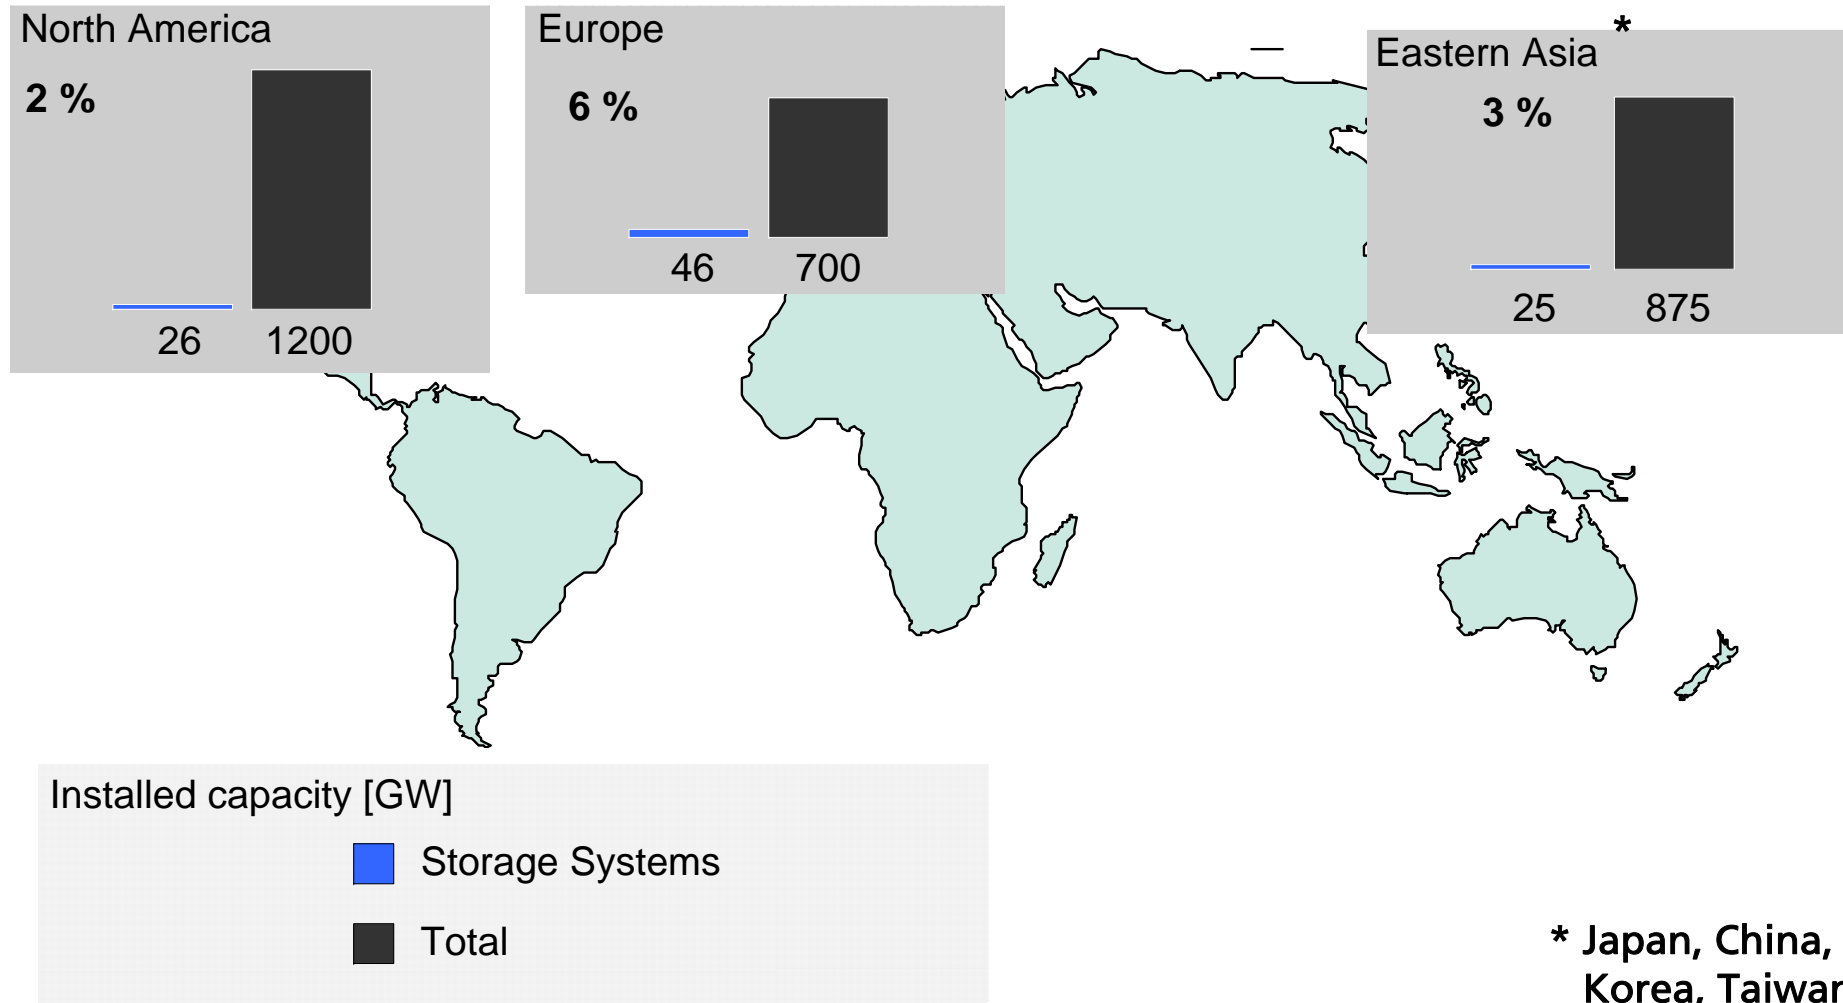 North America
2 %
26 1200
Europe
6 %
46 700
*
Eastern Asia
3 %
25 875
Installed capacity [GW]
Storage Systems
Total
* Japan, China,
Korea, Taiwan